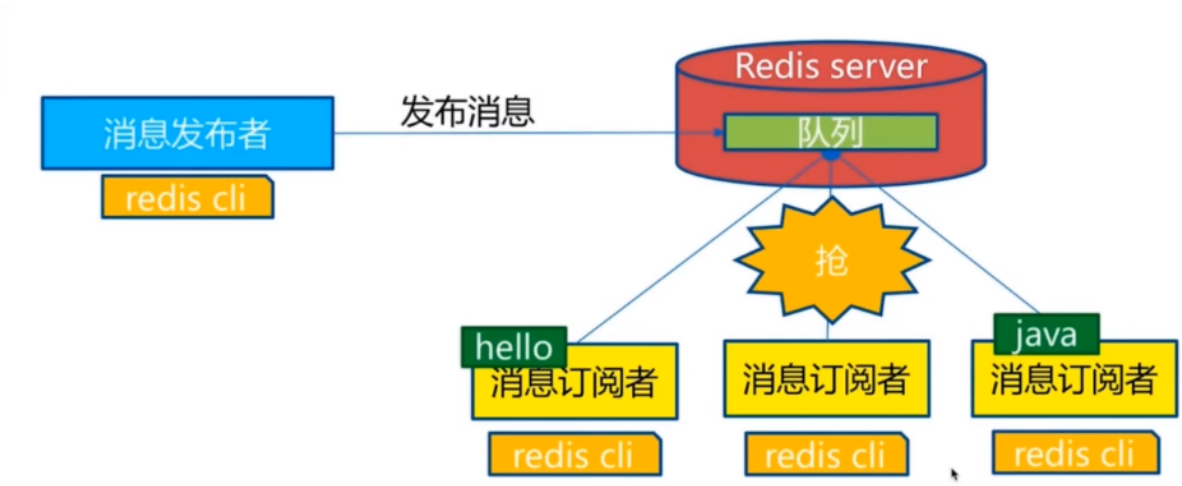 Redis server
发布消息
消息发布者
队列
redis cli
抢
hello
java
消息订阅者
消息订阅者
消息订阅者
redis cli
redis cli
redis cli